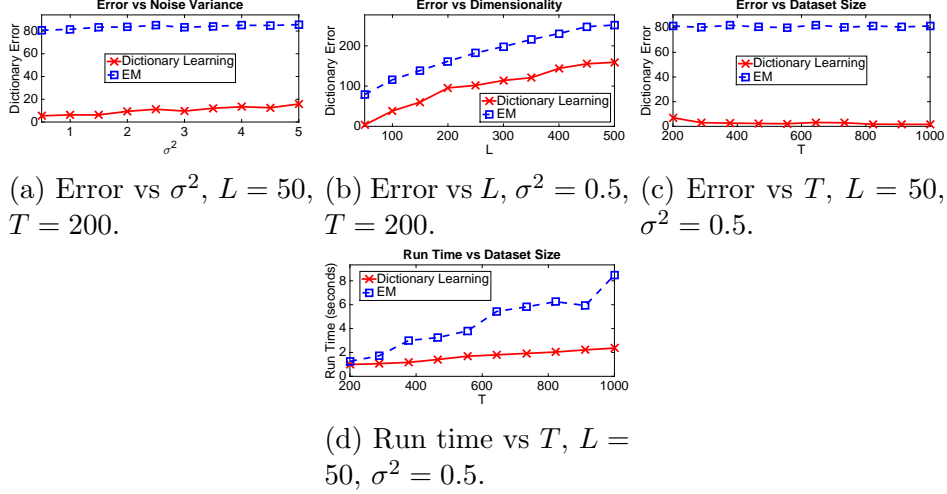 Error vs Noise Variance
Dictionary Error
80
60
40
20
0
Dictionary Learning
EM
1 2 3 4 5
σ²
(a) Error vs σ², L = 50,
T = 200.
Error vs Dimensionality
Dictionary Error
200
100
0
Dictionary Learning
EM
100 200 300 400 500
L
(b) Error vs L, σ² = 0.5,
T = 200.
Error vs Dataset Size
Dictionary Error
80
60
40
20
0
Dictionary Learning
EM
200 400 600 800 1000
T
(c) Error vs T, L = 50,
σ² = 0.5.
Run Time vs Dataset Size
Run Time (seconds)
8
6
4
2
0
Dictionary Learning
EM
200 400 600 800 1000
T
(d) Run time vs T, L =
50, σ² = 0.5.